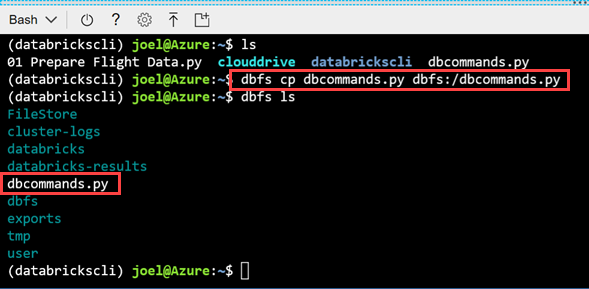 Bash ?
(databrickscli) joel@Azure:~$ ls
01 Prepare Flight Data.py clouddrive databrickscli dbcommands.py
(databrickscli) joel@Azure:~$ dbfs cp dbcommands.py dbfs:/dbcommands.py
(databrickscli) joel@Azure:~$ dbfs ls
FileStore
cluster-logs
databricks
databricks-results
dbcommands.py
dbfs
exports
tmp
user
(databrickscli) joel@Azure:~$